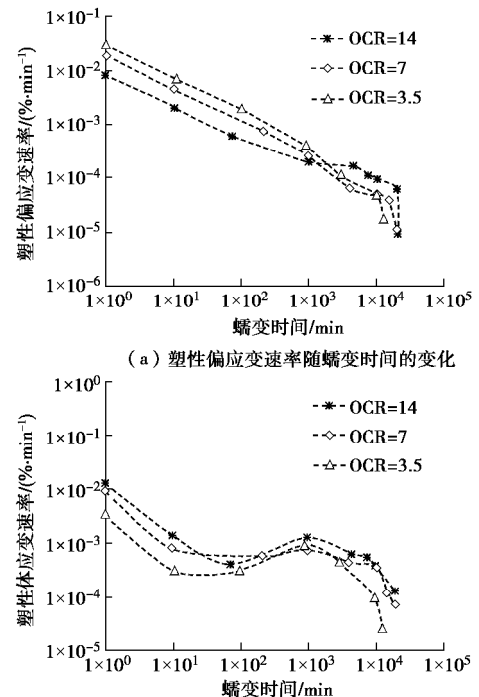 1×10⁻¹
1×10⁻²
1×10⁻³
1×10⁻⁴
1×10⁻⁵
1×10⁻⁶
塑性偏应变速率/(%·min⁻¹)
OCR=14
OCR=7
OCR=3.5
1×10⁰ 1×10¹ 1×10² 1×10³ 1×10⁴ 1×10⁵
蠕变时间/min
(a) 塑性偏应变速率随蠕变时间的变化
1×10⁰
1×10⁻¹
1×10⁻²
1×10⁻³
1×10⁻⁴
1×10⁻⁵
塑性体应变速率/(%·min⁻¹)
OCR=14
OCR=7
OCR=3.5
1×10⁰ 1×10¹ 1×10² 1×10³ 1×10⁴ 1×10⁵
蠕变时间/min